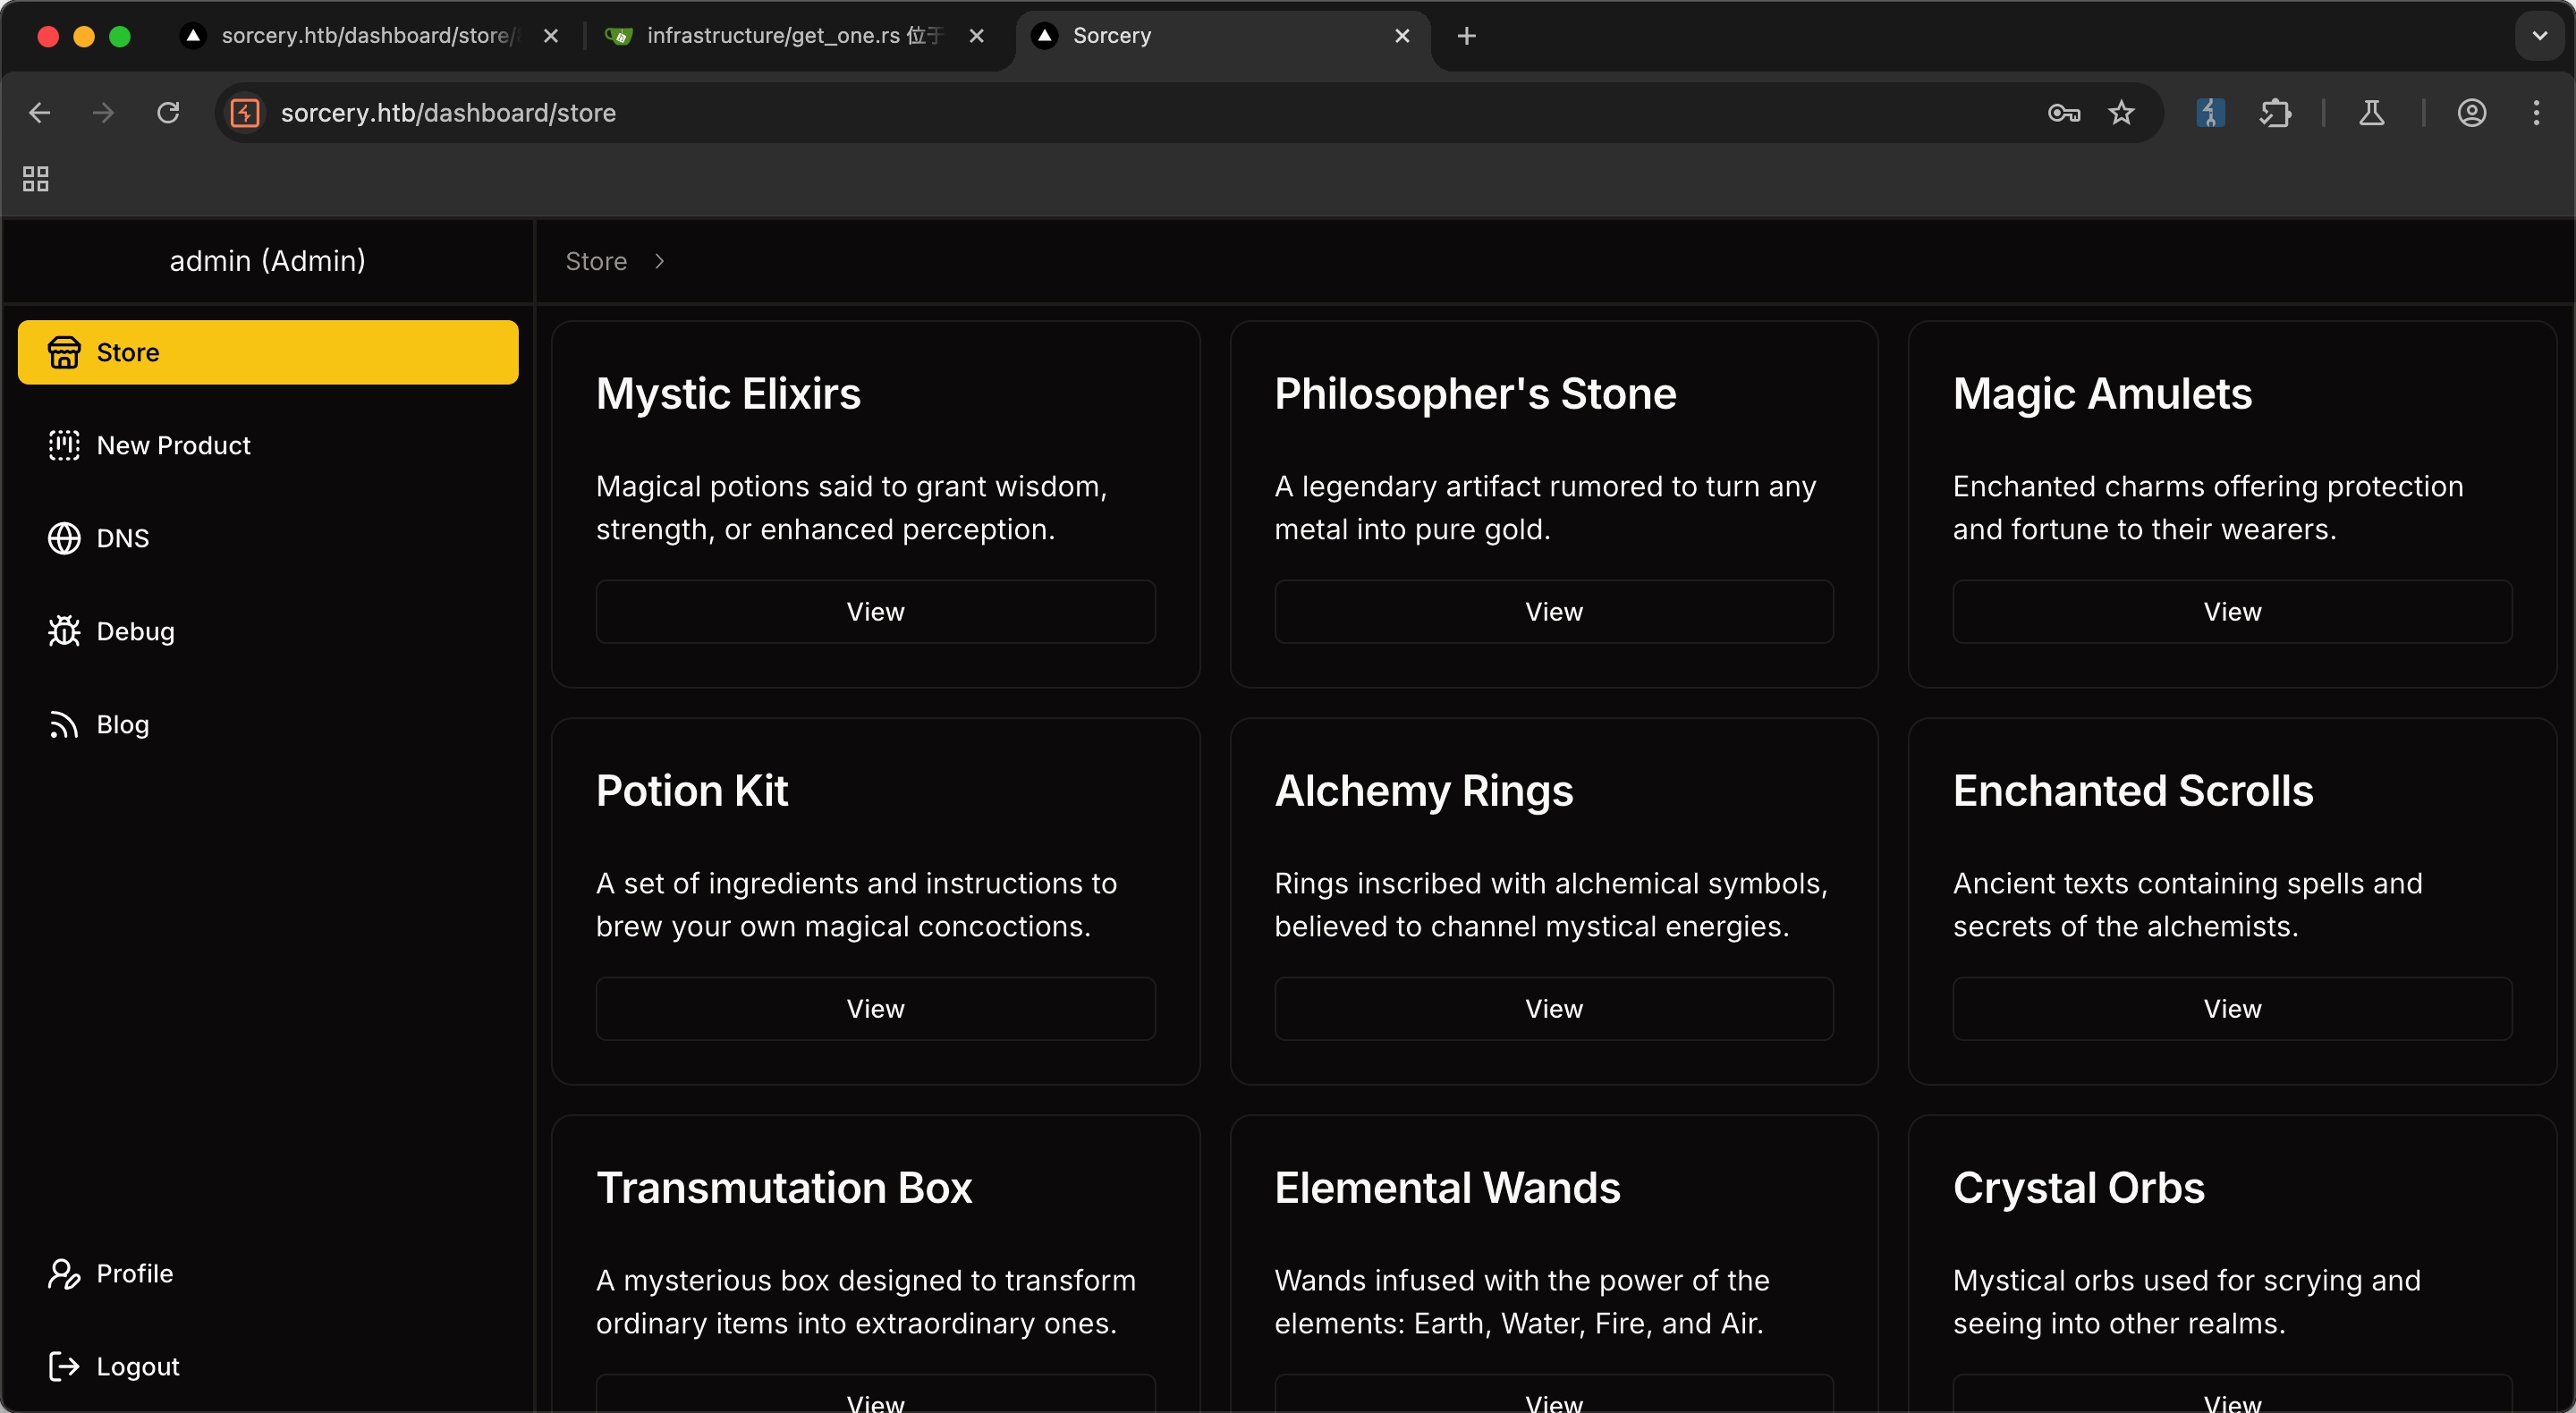 sorcery.htb/dashboard/store/
infrastructure/get_one.rs 位于
Sorcery
sorcery.htb/dashboard/store
admin (Admin)
Store
Store
New Product
DNS
Debug
Blog
Profile
Logout
Mystic Elixirs
Magical potions said to grant wisdom,
strength, or enhanced perception.
View
Philosopher's Stone
A legendary artifact rumored to turn any
metal into pure gold.
View
Magic Amulets
Enchanted charms offering protection
and fortune to their wearers.
View
Potion Kit
A set of ingredients and instructions to
brew your own magical concoctions.
View
Alchemy Rings
Rings inscribed with alchemical symbols,
believed to channel mystical energies.
View
Enchanted Scrolls
Ancient texts containing spells and
secrets of the alchemists.
View
Transmutation Box
A mysterious box designed to transform
ordinary items into extraordinary ones.
View
Elemental Wands
Wands infused with the power of the
elements: Earth, Water, Fire, and Air.
View
Crystal Orbs
Mystical orbs used for scrying and
seeing into other realms.
View